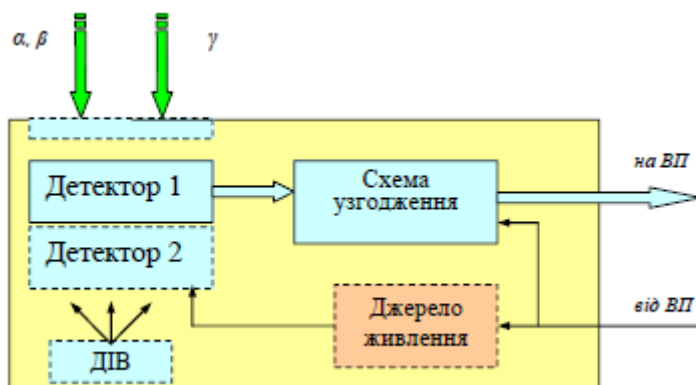 α, β
γ
Детектор 1
Схема
узгодження
на ВП
Детектор 2
Джерело
живлення
від ВП
ДІВ